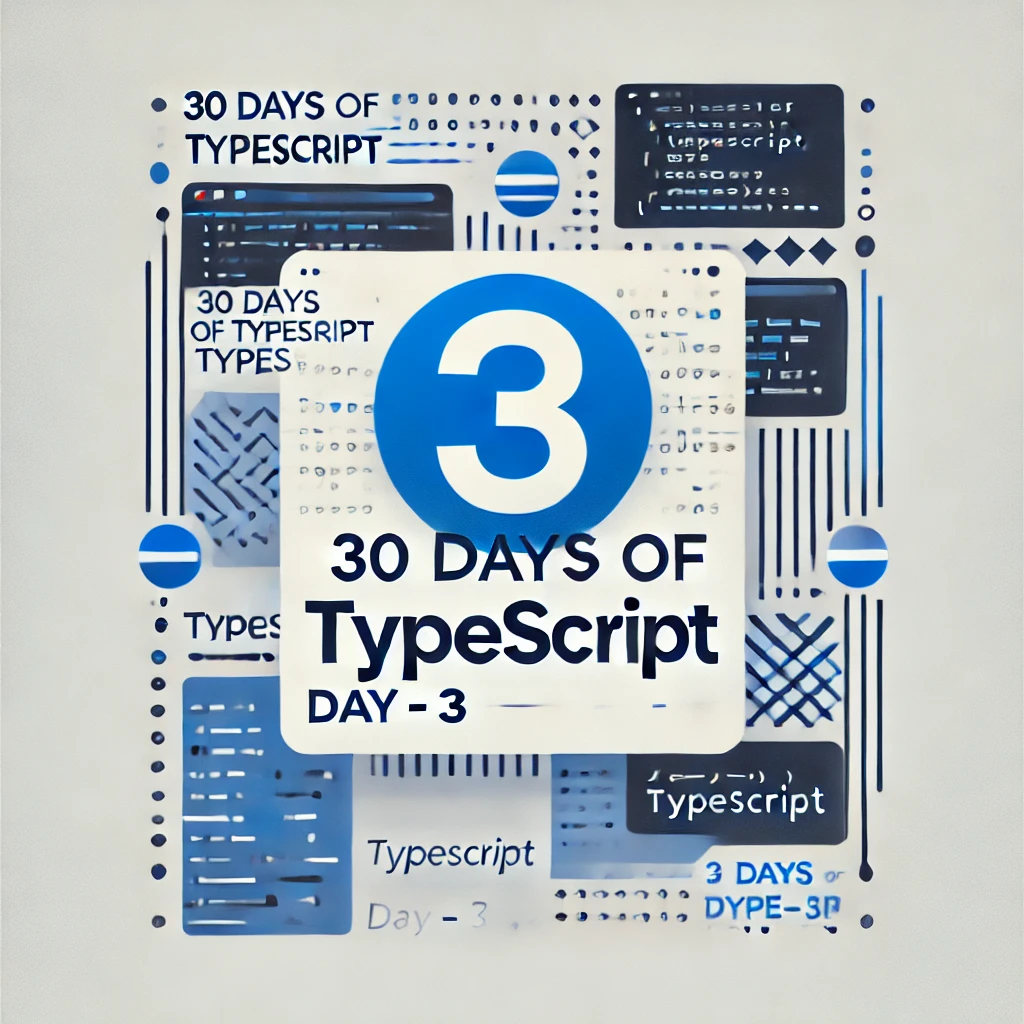 30 DAYS OF
TYPESCRIPT
30 DAYS
OF TYPESRIPT
TYPES
3
30 DAYS OF
TypeScript
DAY - 3
Types
Typescript
Typescript
Day - 3
3 DAYS or
DYPE-3P